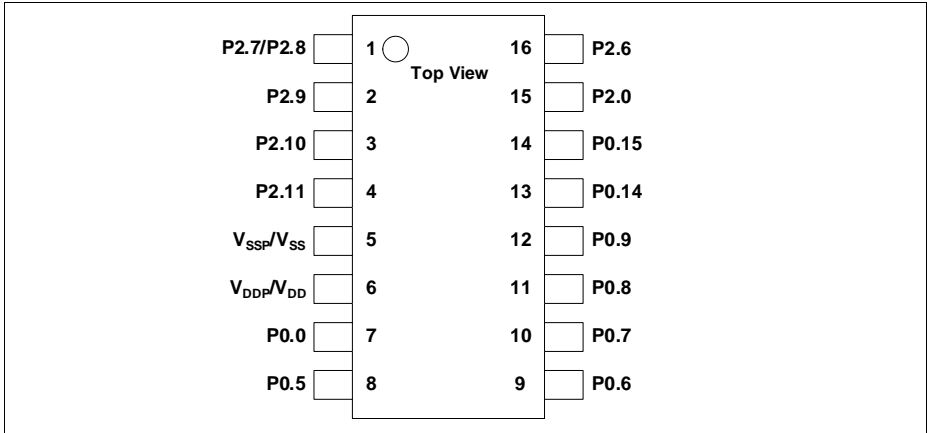 P2.7/P2.8 1 16 P2.6
Top View
P2.9 2 15 P2.0
P2.10 3 14 P0.15
P2.11 4 13 P0.14
VSSP/VSS 5 12 P0.9
VDDP/VDD 6 11 P0.8
P0.0 7 10 P0.7
P0.5 8 9 P0.6